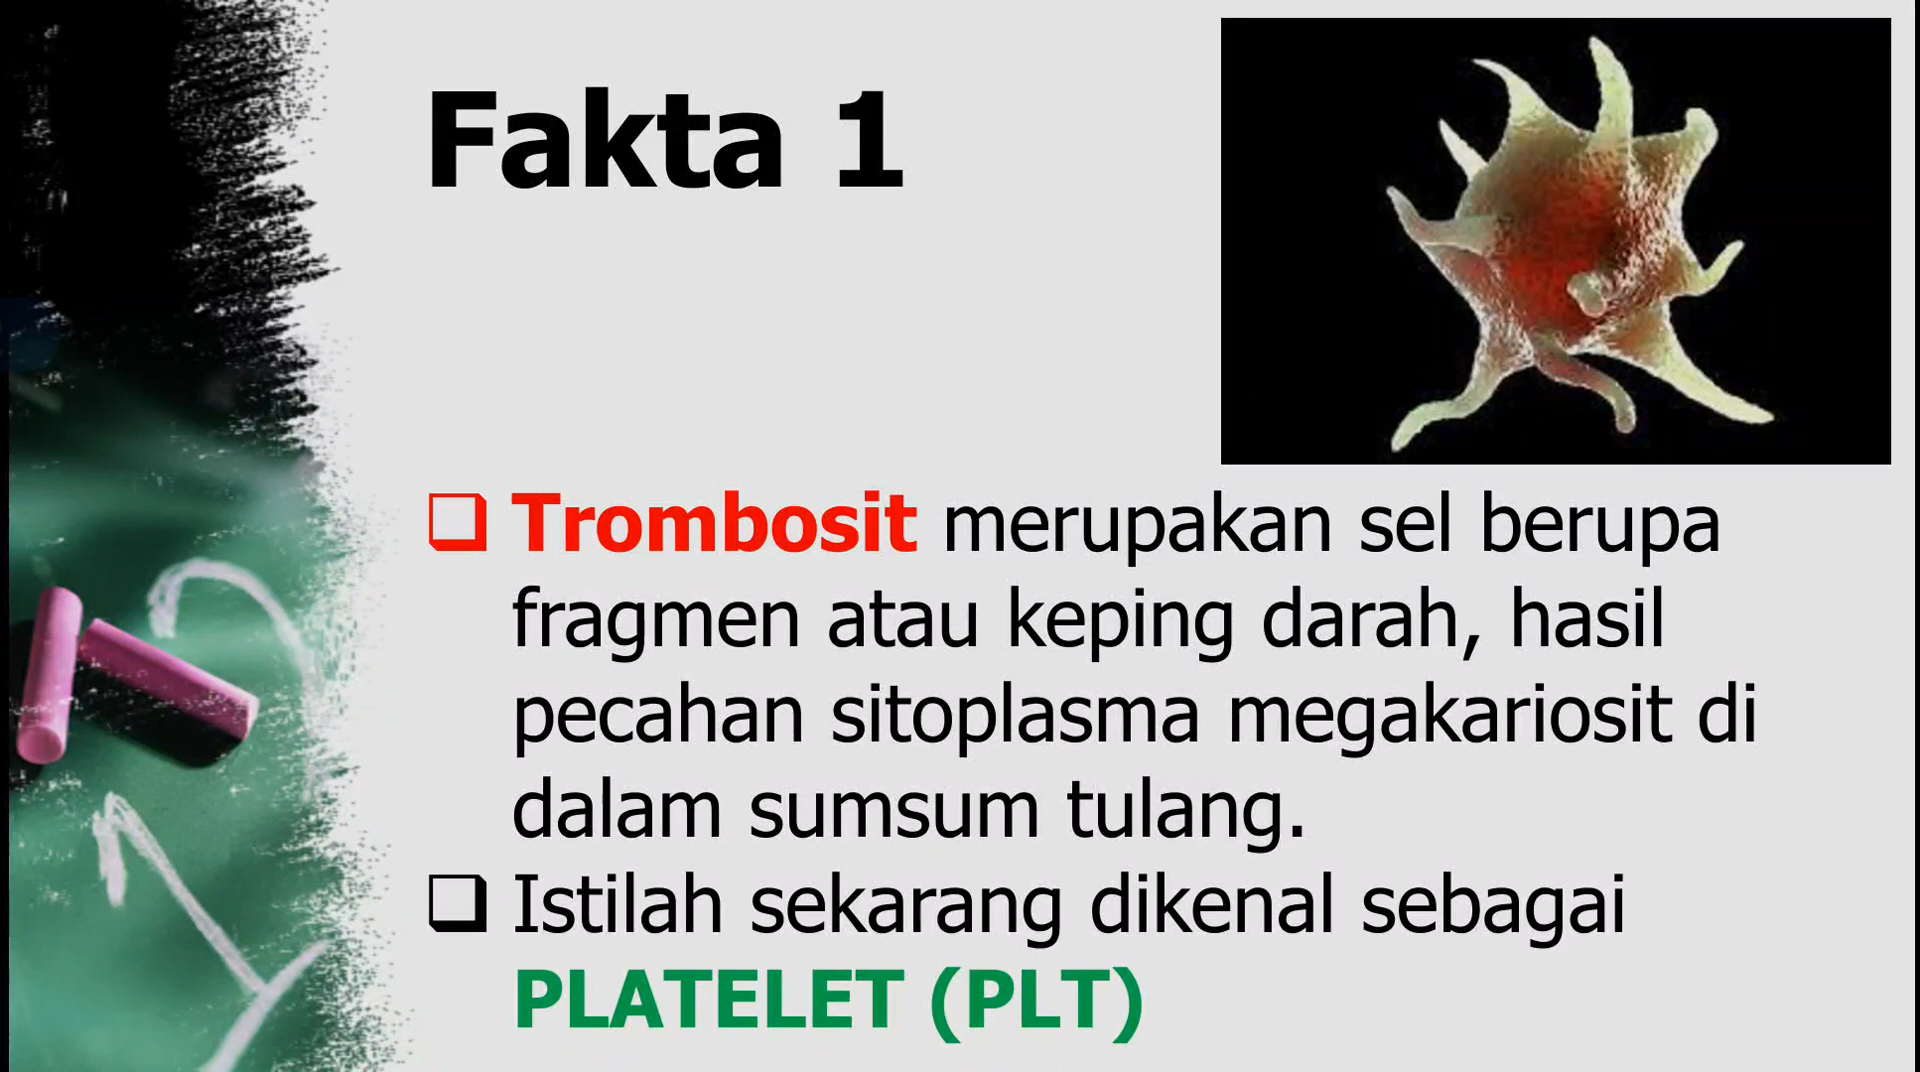 Fakta 1
Trombosit merupakan sel berupa
fragmen atau keping darah, hasil
pecahan sitoplasma megakariosit di
dalam sumsum tulang.
Istilah sekarang dikenal sebagai
PLATELET (PLT)